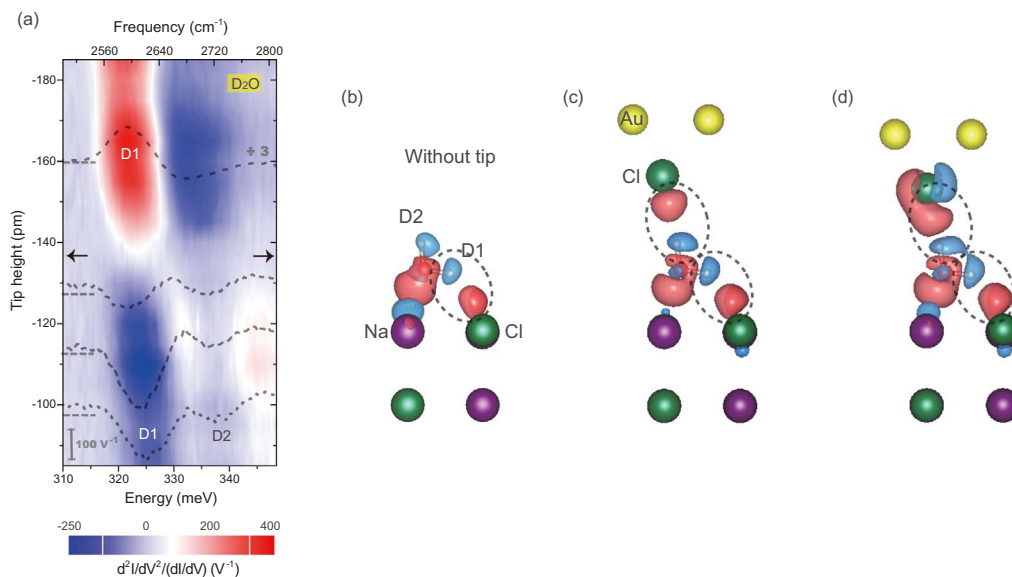 (a)
Frequency (cm⁻¹)
2560 2640 2720 2800
D₂O
-180
-160
-140
-120
-100
Tip height (pm)
D1
+ 3
D1
D2
100 V⁻¹
310 320 330 340
Energy (meV)
-250 0 200 400
d²I/dV²/(dI/dV) (V⁻¹)
(b)
Without tip
D2
D1
Na
Cl
(c)
Au
Cl
(d)